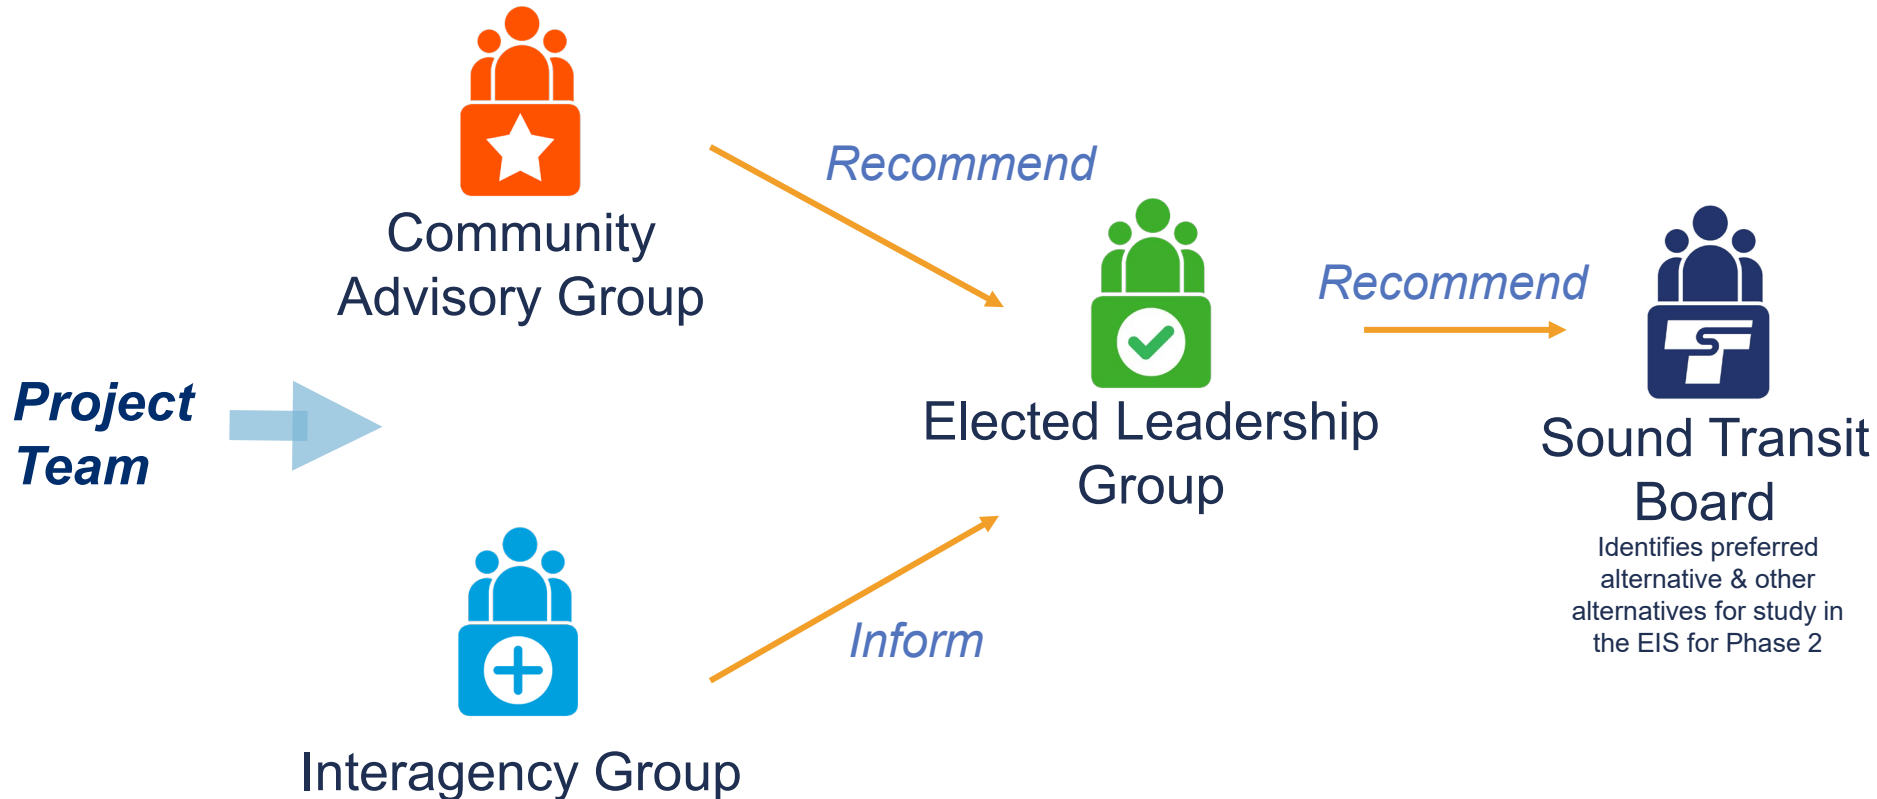 Project
Team
Community
Advisory Group
Interagency Group
Recommend
Inform
Elected Leadership
Group
Recommend
Sound Transit
Board
Identifies preferred
alternative & other
alternatives for study in
the EIS for Phase 2